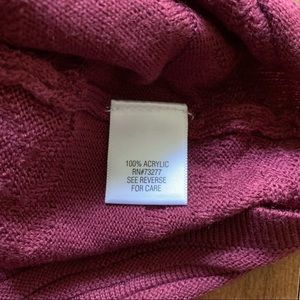 100% ACRYLIC
RN#73277
SEE REVERSE
FOR CARE